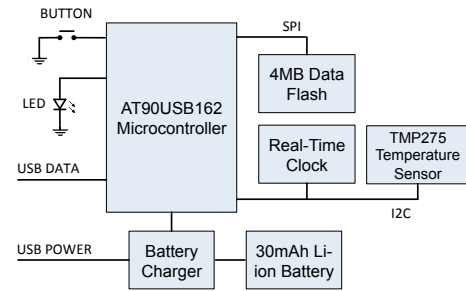 BUTTON
SPI
4MB Data
Flash
LED
AT90USB162
Microcontroller
Real-Time
Clock
TMP275
Temperature
Sensor
USB DATA
I2C
USB POWER
Battery
Charger
30mAh Li-
ion Battery